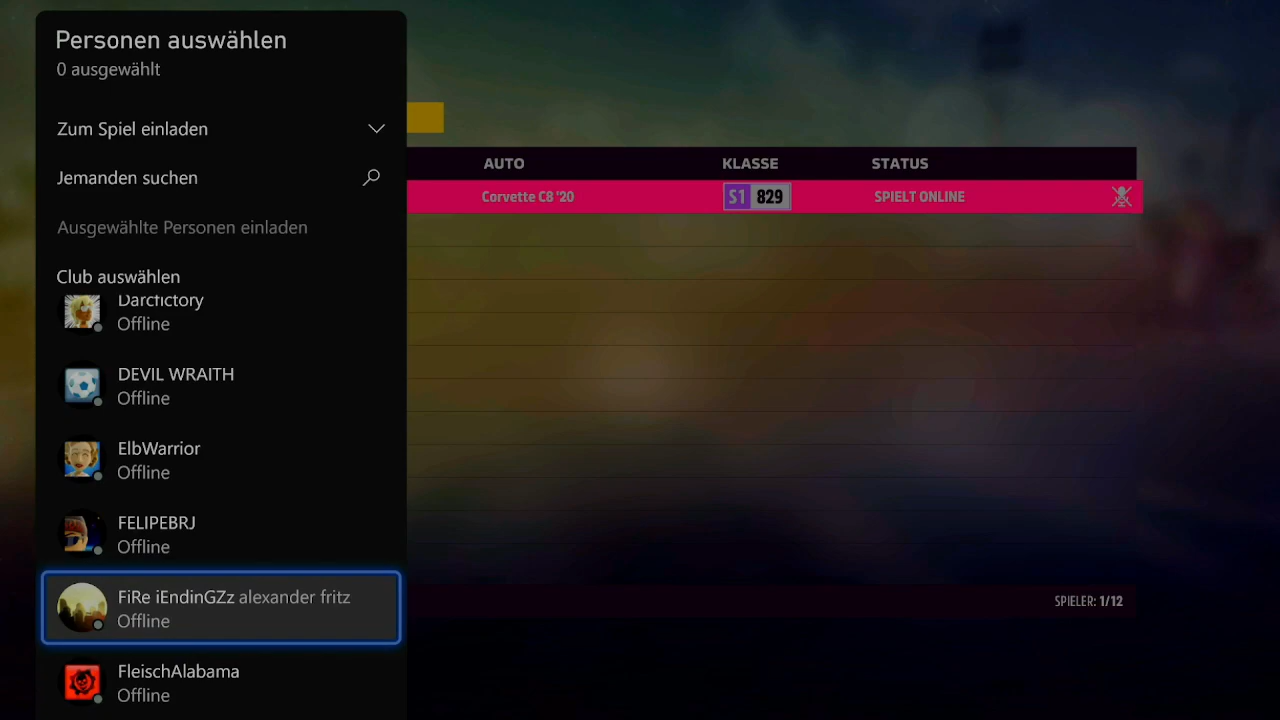 Personen auswählen
0 ausgewählt
Zum Spiel einladen
Jemanden suchen
Ausgewählte Personen einladen
Club auswählen
Darctictory
Offline
DEVIL WRAITH
Offline
ElbWarrior
Offline
FELIPEBRJ
Offline
FiRe iEndinGZz alexander fritz
Offline
FleischAlabama
Offline
AUTO KLASSE STATUS
Corvette C8 '20 S1 829 SPIELT ONLINE
SPIELER: 1/12